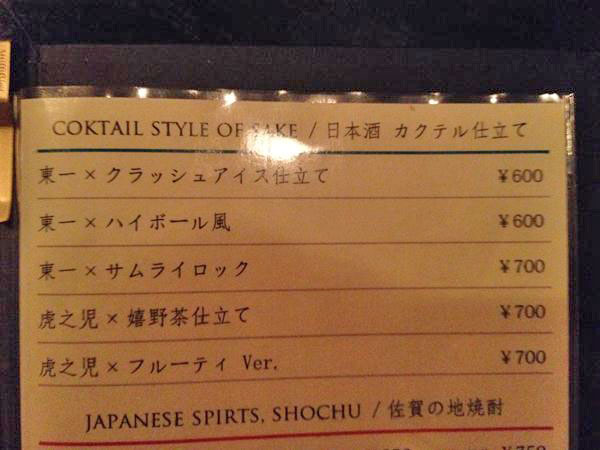 COKTAIL STYLE OF SAKE / 日本酒 カクテル仕立て
東一 × クラッシュアイス仕立て ¥600
東一 × ハイボール風 ¥600
東一 × サムライロック ¥700
虎之児 × 嬉野茶仕立て ¥700
虎之児 × フルーティ Ver. ¥700
JAPANESE SPIRTS, SHOCHU / 佐賀の地焼酎